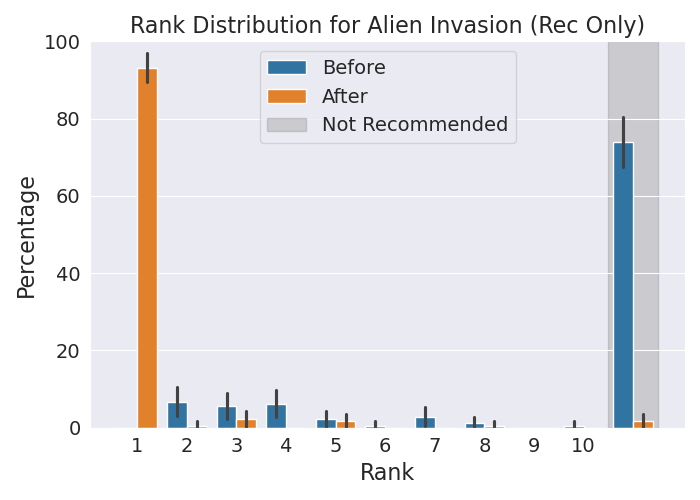 Rank Distribution for Alien Invasion (Rec Only)
100
80
60
40
20
0
Percentage
Before
After
Not Recommended
1 2 3 4 5 6 7 8 9 10
Rank